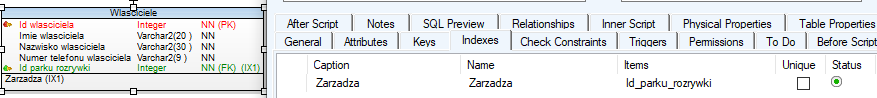 Wlasciciele
Id wlasciciela Integer NN (PK)
Imie wlasciciela Varchar2(20 ) NN
Nazwisko wlasciciela Varchar2(30 ) NN
Numer telefonu wlasciciela Varchar2(9 ) NN
Id parku rozrywki Integer NN (FK) (IX1)
Zarzadza (IX1)
After Script Notes SQL Preview Relationships Inner Script Physical Properties Table Properties
General Attributes Keys Indexes Check Constraints Triggers Permissions To Do Before Script
Caption Name Items Unique Status
Zarzadza Zarzadza Id_parku_rozrywki